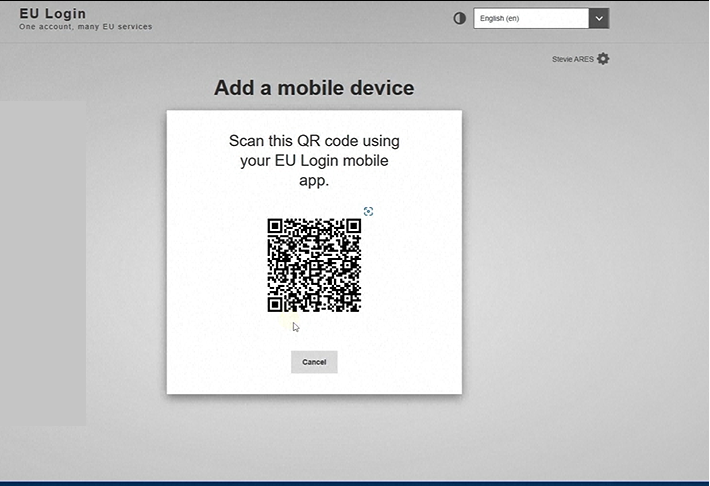 EU Login
One account, many EU services
English (en)
Stevie ARES
Add a mobile device
Scan this QR code using
your EU Login mobile
app.
Cancel